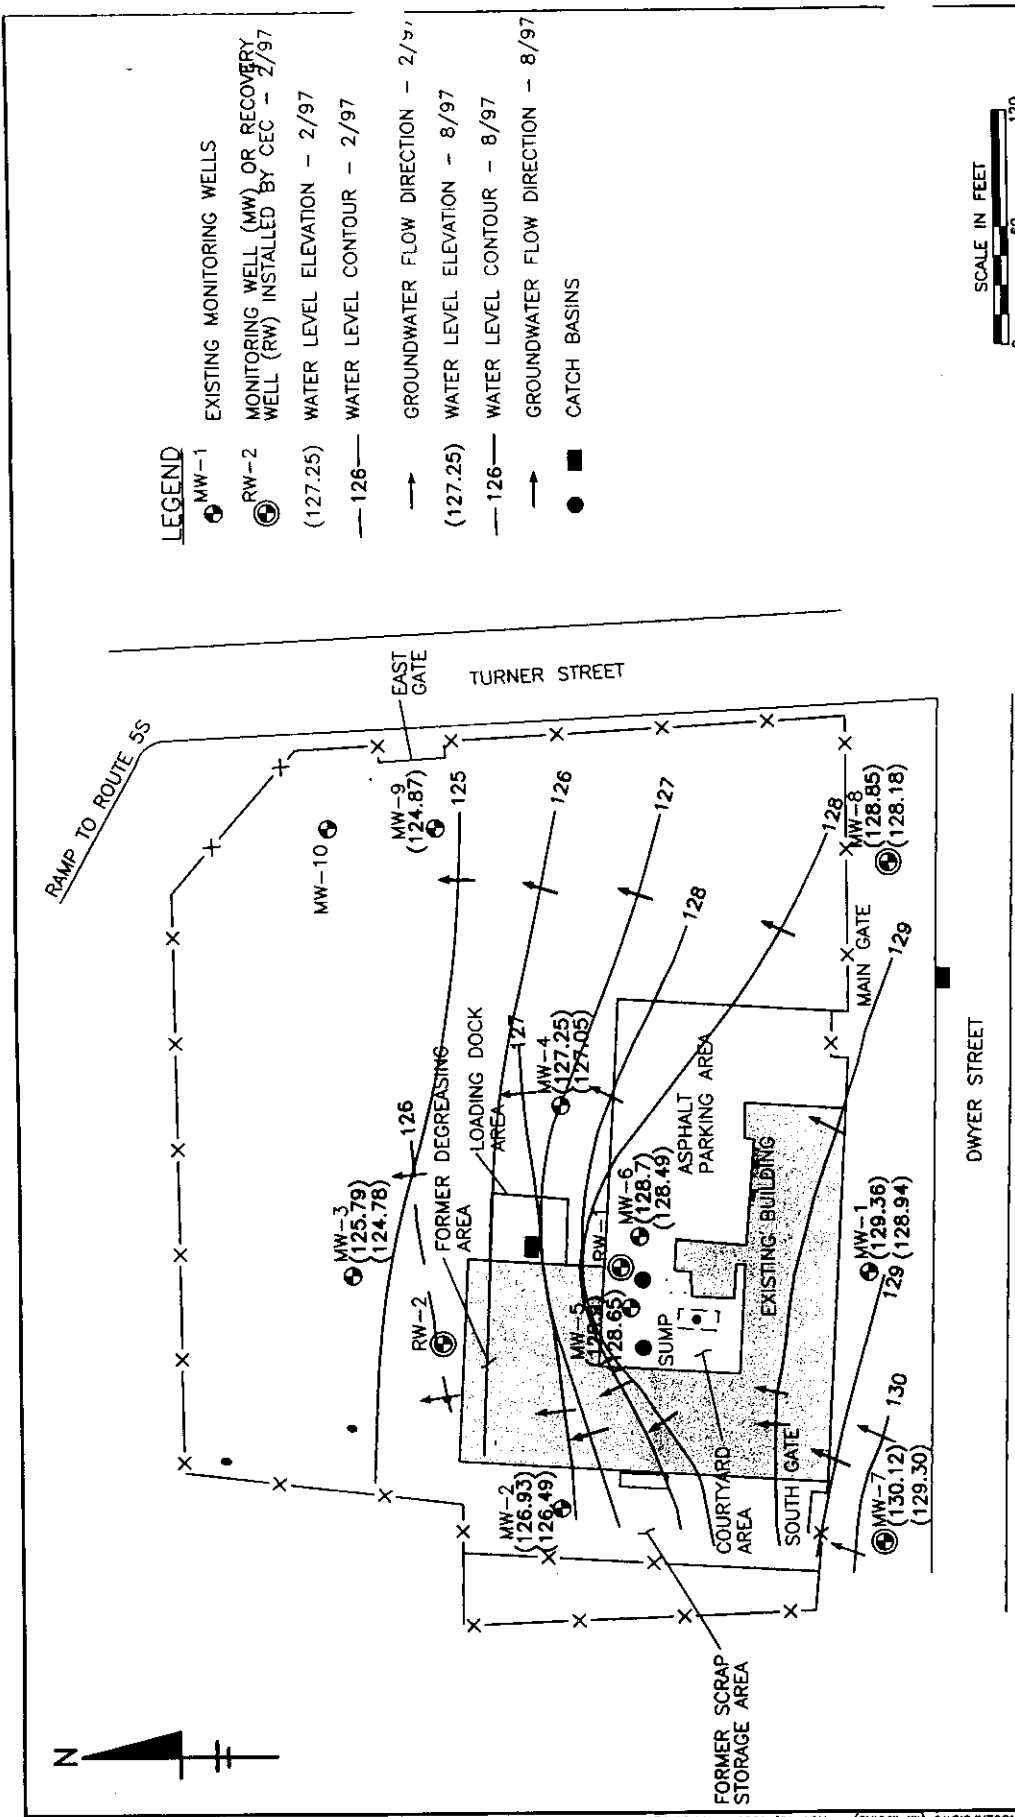 N
RAMP TO ROUTE 5S
EAST
GATE
TURNER STREET
MW-10
MW-9
(124.87)
125
126
127
128
128
129
MW-3
(125.79)
(124.78)
126
RW-2
FORMER DEGREASING
AREA
LOADING DOCK
AREA
127
MW-4
(127.25)
(127.05)
MW-2
(126.93)
(126.49)
MW-5
(128.65)
RW-1
MW-6
(128.7)
(128.49)
SUMP
ASPHALT
PARKING AREA
EXISTING BUILDING
COURTYARD
AREA
SOUTH GATE
MAIN GATE
MW-8
(128.85)
(128.18)
MW-1
(129.36)
(128.94)
129
130
MW-7
(130.12)
(129.30)
FORMER SCRAP
STORAGE AREA
DWYER STREET
LEGEND
MW-1 EXISTING MONITORING WELLS
RW-2 MONITORING WELL (MW) OR RECOVERY
WELL (RW) INSTALLED BY CEC - 2/97
(127.25) WATER LEVEL ELEVATION - 2/97
126 WATER LEVEL CONTOUR - 2/97
GROUNDWATER FLOW DIRECTION - 2/97
(127.25) WATER LEVEL ELEVATION - 8/97
126 WATER LEVEL CONTOUR - 8/97
GROUNDWATER FLOW DIRECTION - 8/97
CATCH BASINS
SCALE IN FEET
0 60 120